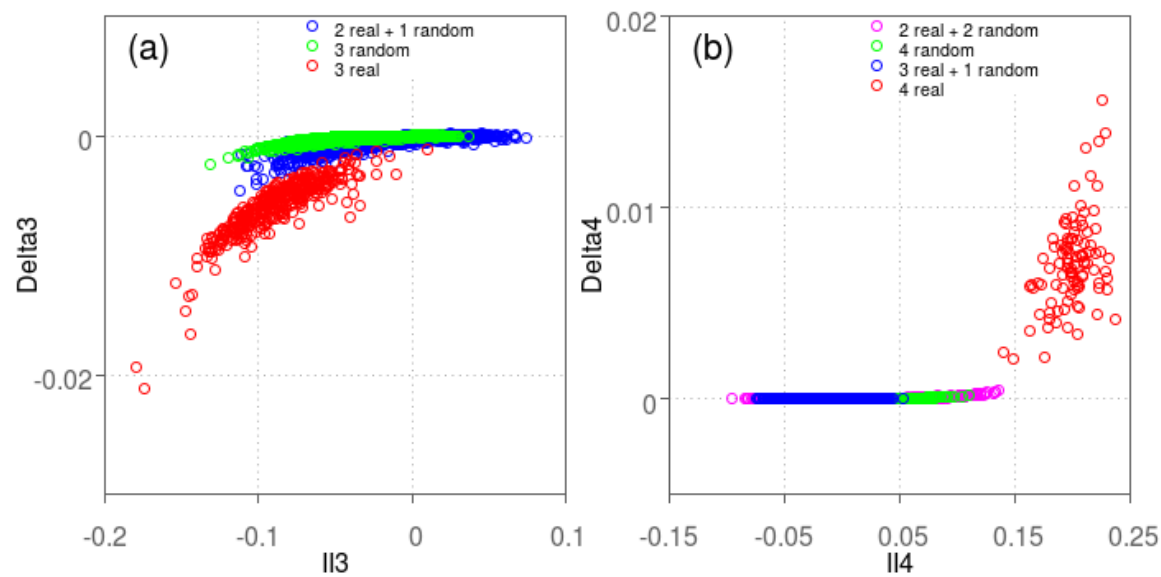 (a)
2 real + 1 random
3 random
3 real
0
-0.02
Delta3
-0.2
-0.1
0
0.1
II3
(b)
2 real + 2 random
4 random
3 real + 1 random
4 real
0.02
0.01
0
Delta4
-0.15
-0.05
0.05
0.15
0.25
II4